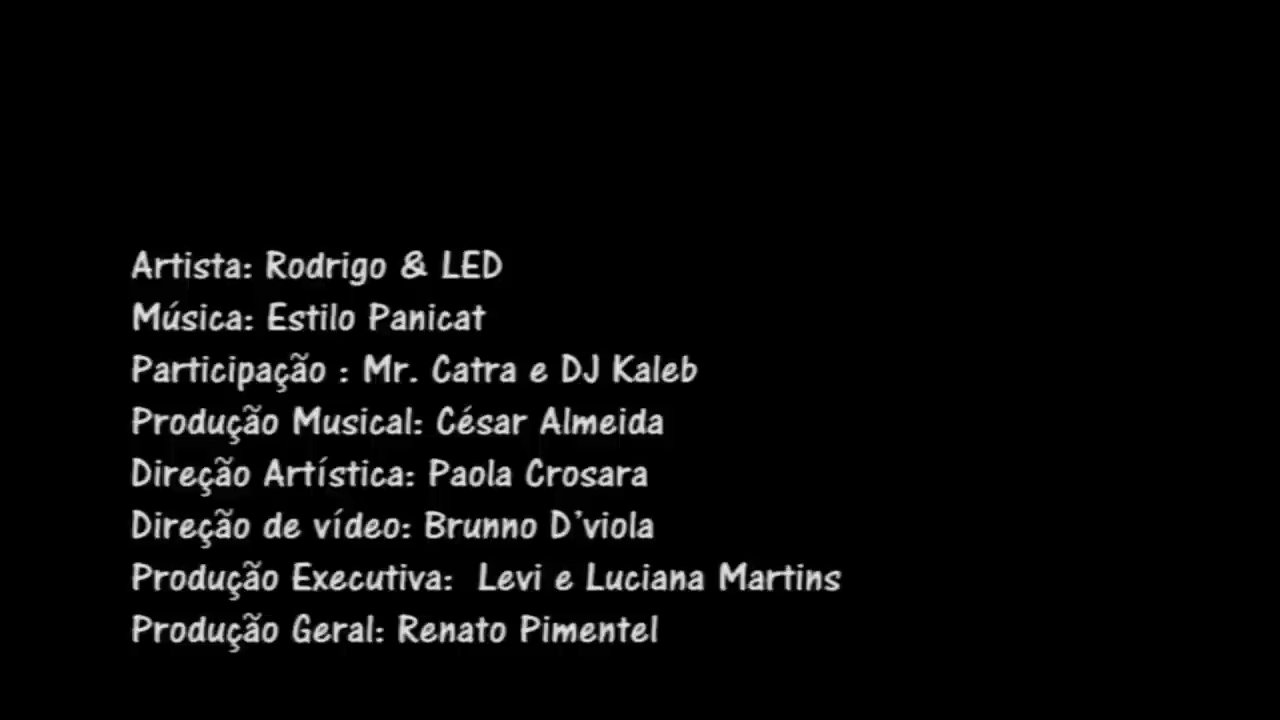 Artista: Rodrigo & LED
Música: Estilo Panicat
Participação : Mr. Catra e DJ Kaleb
Produção Musical: César Almeida
Direção Artística: Paola Crosara
Direção de vídeo: Brunno D'viola
Produção Executiva:  Levi e Luciana Martins
Produção Geral: Renato Pimentel